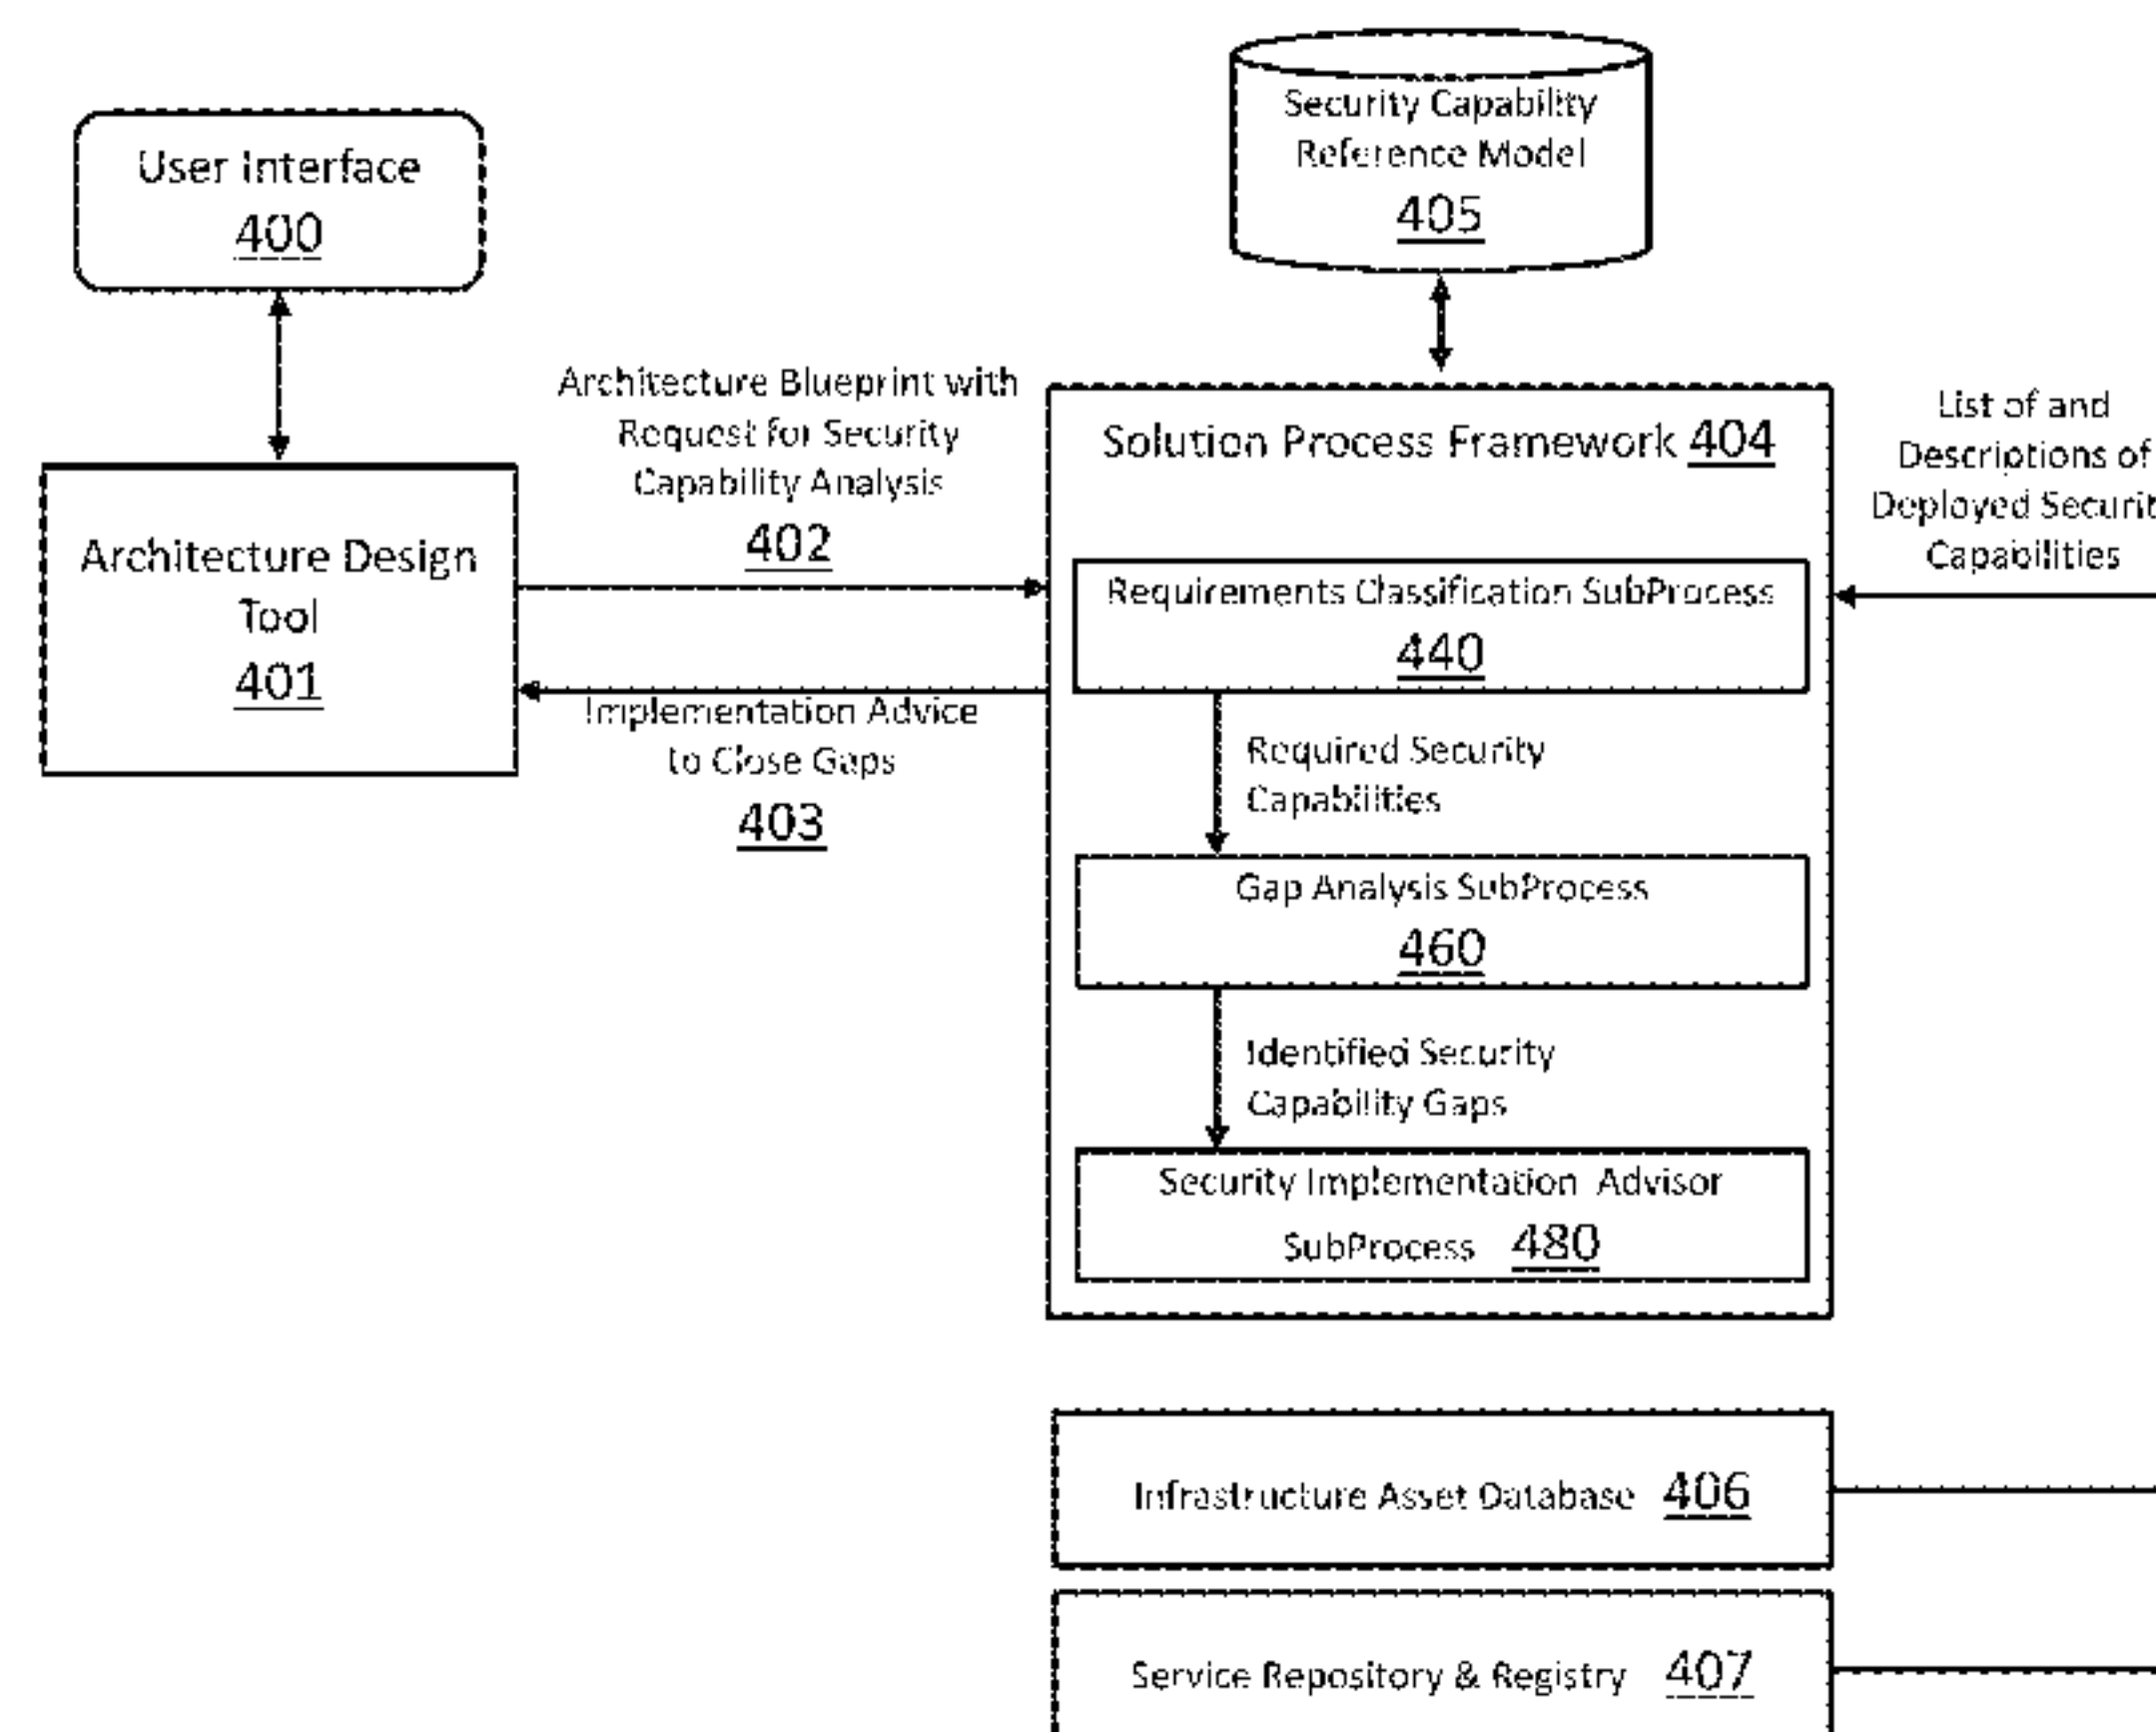 User Interface
400
Architecture Design
Tool
401
Architecture Blueprint with
Request for Security
Capability Analysis
402
Implementation Advice
to Close Gaps
403
Security Capability
Reference Model
405
Solution Process Framework 404
Requirements Classification SubProcess
440
Required Security
Capabilities
Gap Analysis SubProcess
460
Identified Security
Capability Gaps
Security Implementation Advisor
SubProcess 480
List of and
Descriptions of
Deployed Securit
Capabilities
Infrastructure Asset Database 406
Service Repository & Registry 407